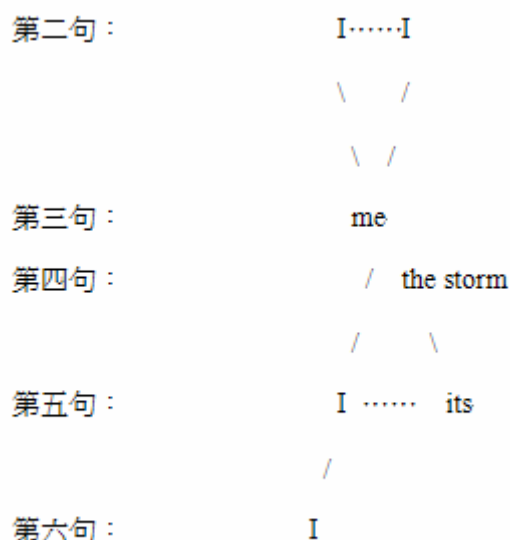 第二句： I……I
\ /
\ /
第三句： me
第四句： / the storm
/ \
第五句： I …… its
/
第六句： I